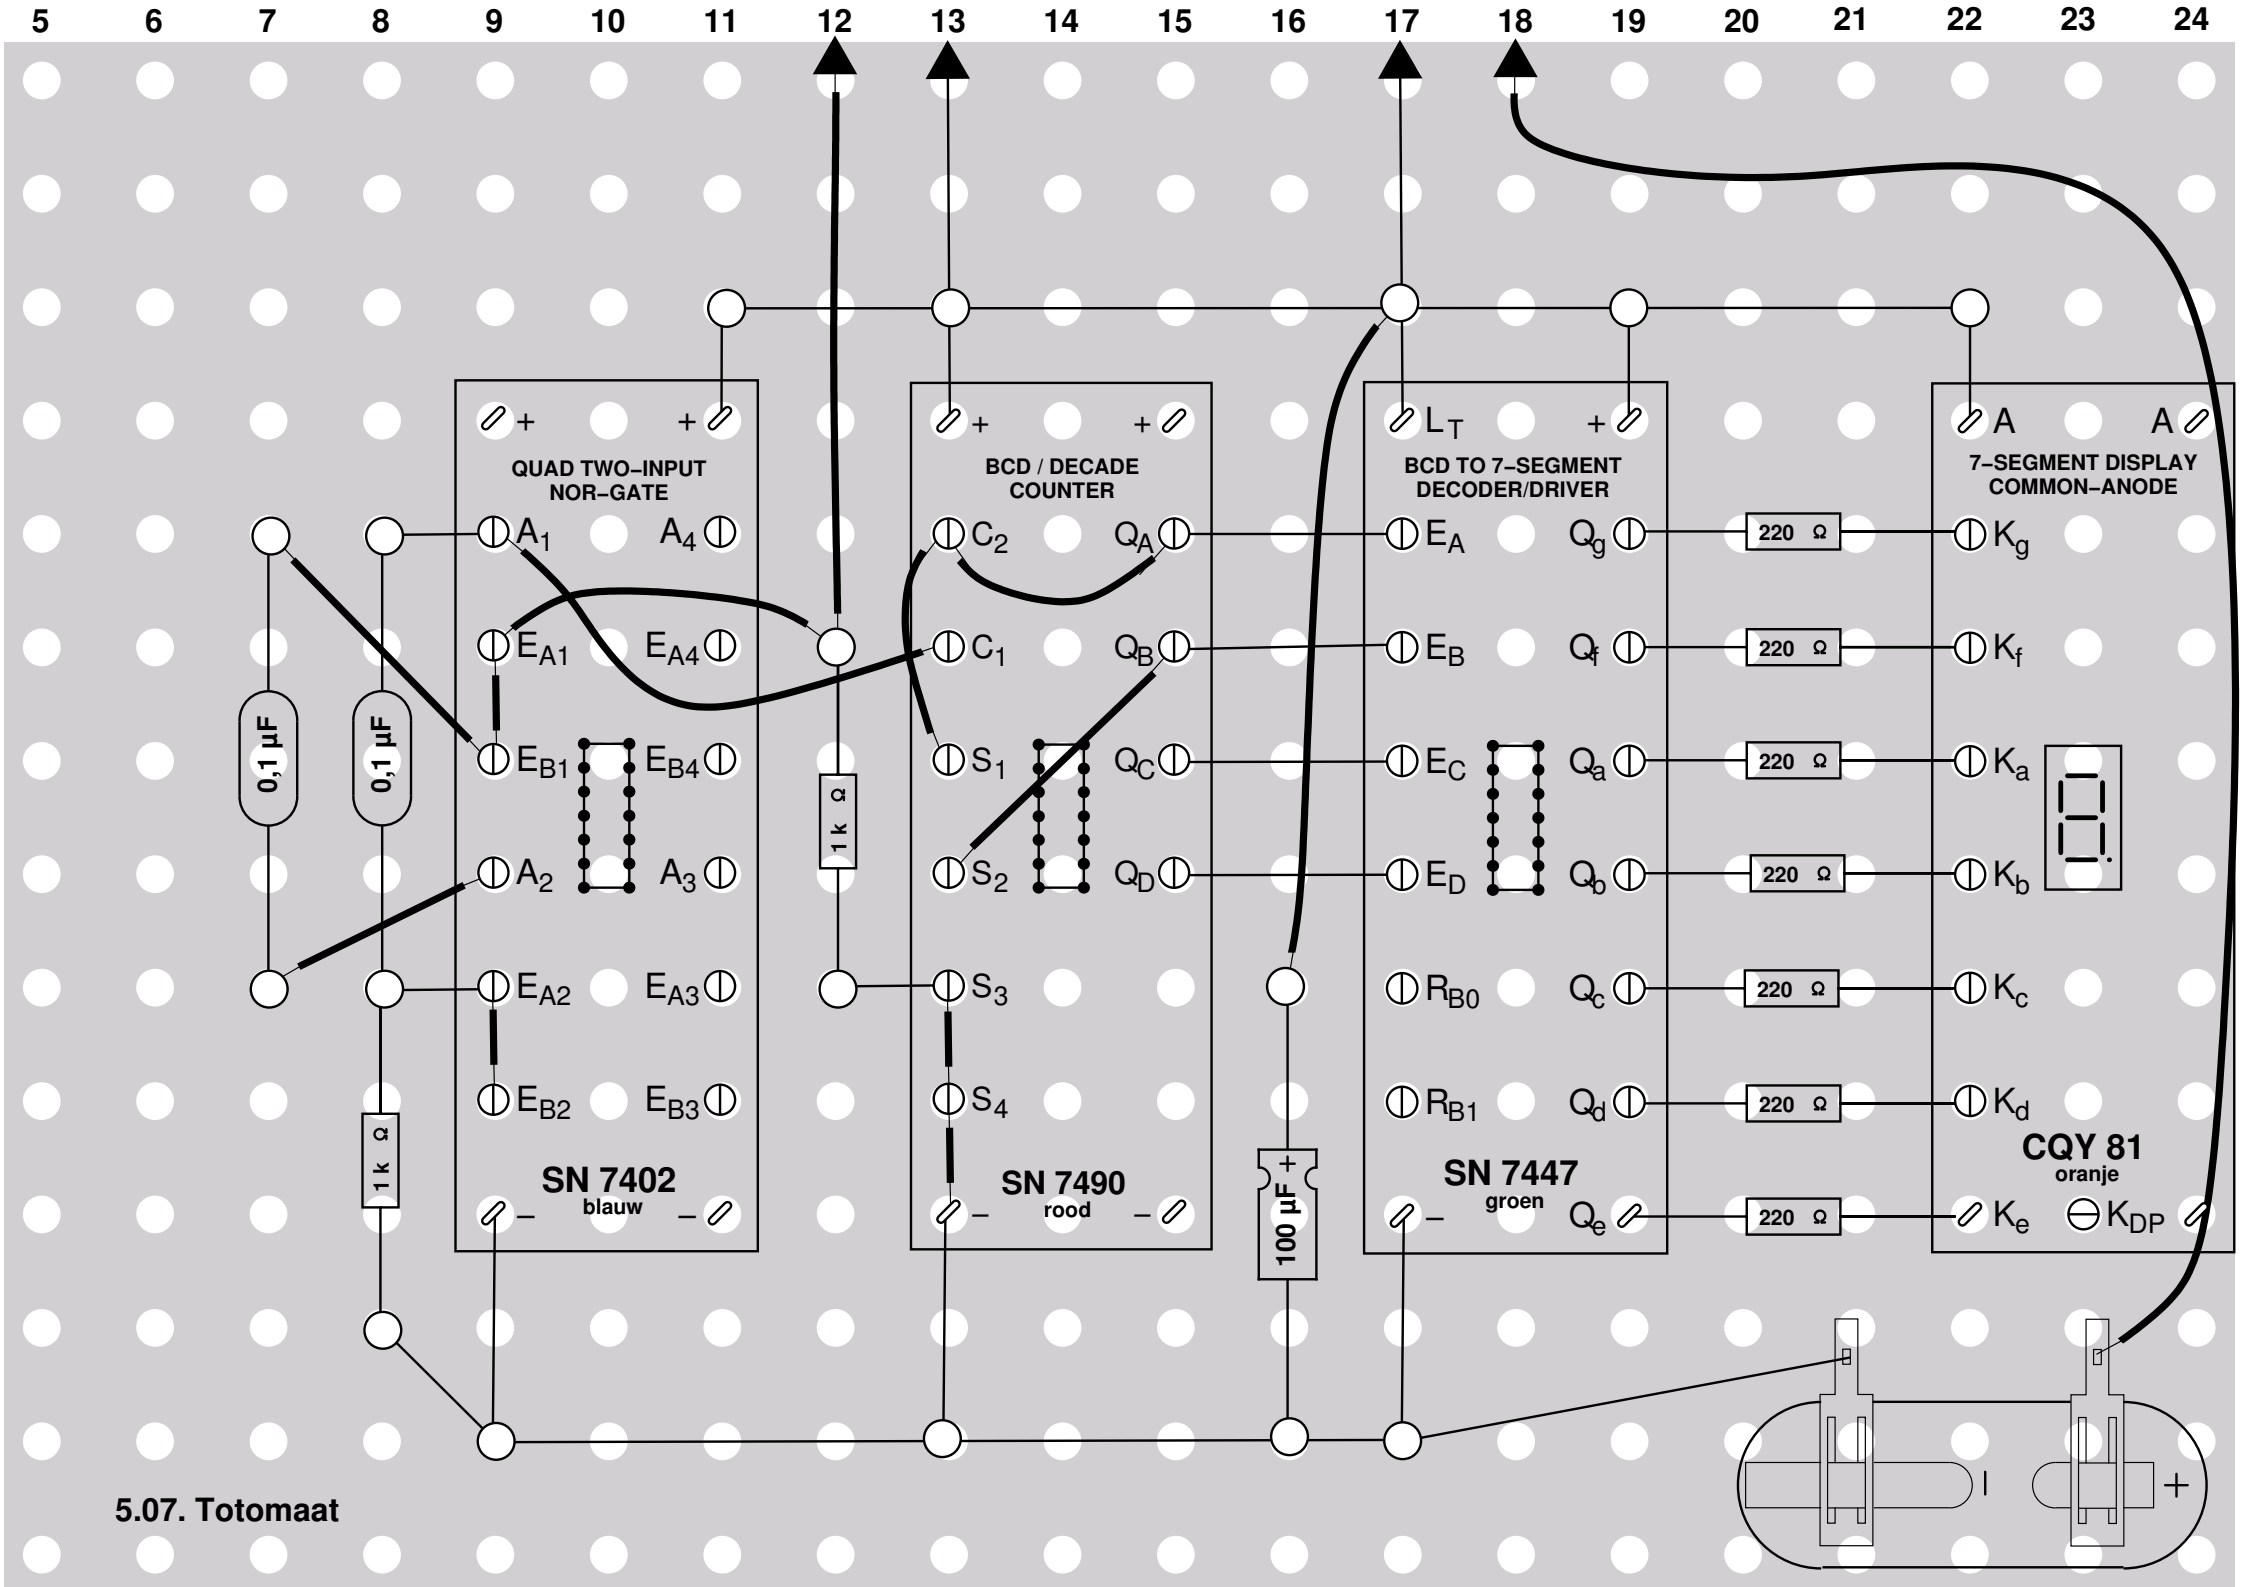 5 6 7 8 9 10 11 12 13 14 15 16 17 18 19 20 21 22 23 24
+ +
QUAD TWO–INPUT
NOR–GATE
A1 A4
EA1 EA4
EB1 EB4
A2 A3
EA2 EA3
EB2 EB3
SN 7402
blauw
– –
0,1 µF
0,1 µF
1 k Ω
1 k Ω
+ +
BCD / DECADE
COUNTER
C2 QA
C1 QB
S1 QC
S2 QD
S3
S4
SN 7490
rood
– –
+
100 µF
LT +
BCD TO 7–SEGMENT
DECODER/DRIVER
EA Qg
EB Qf
EC Qa
ED Qb
RB0 Qc
RB1 Qd
SN 7447
groen
– Qe
220 Ω
220 Ω
220 Ω
220 Ω
220 Ω
220 Ω
220 Ω
A A
7–SEGMENT DISPLAY
COMMON–ANODE
Kg
Kf
Ka
8.
Kb
Kc
Kd
CQY 81
oranje
Ke KDP
– +
5.07. Totomaat